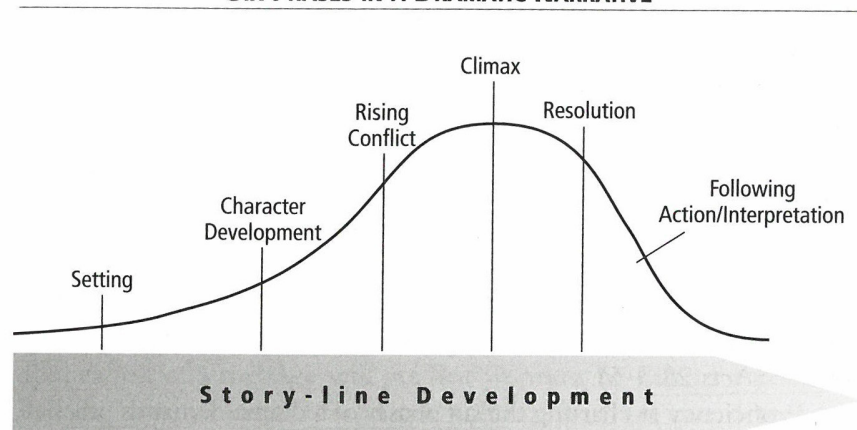 Climax
Rising
Conflict
Resolution
Character
Development
Following
Action/Interpretation
Setting
Story-line Development